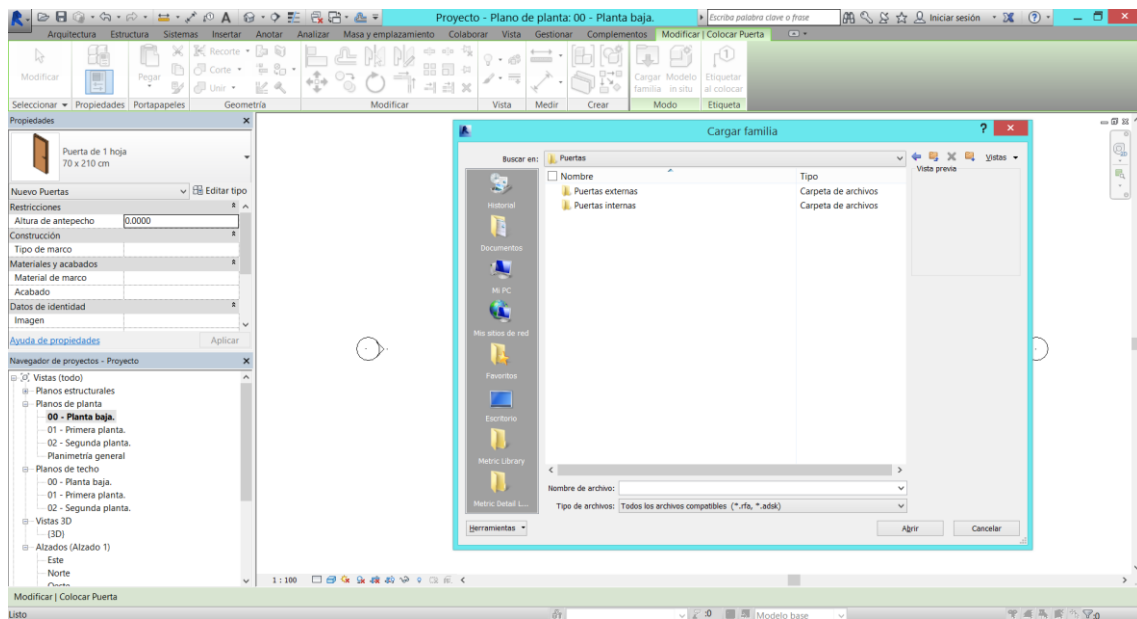 Proyecto - Plano de planta: 00 - Planta baja.
Escriba palabra clave o frase
Iniciar sesión
Arquitectura Estructura Sistemas Insertar Anotar Analizar Masa y emplazamiento Colaborar Vista Gestionar Complementos Modificar | Colocar Puerta
Modificar
Pegar
Recorte
Corte
Unir
Cargar familia
Modelo in situ
Etiquetar al colocar
Seleccionar Propiedades Portapapeles Geometría Modificar Vista Medir Crear Modo Etiqueta
Propiedades
Puerta de 1 hoja
70 x 210 cm
Nuevo Puertas Editar tipo
Restricciones
Altura de antepecho 0.0000
Construcción
Tipo de marco
Materiales y acabados
Material de marco
Acabado
Datos de identidad
Imagen
Ayuda de propiedades Aplicar
Navegador de proyectos - Proyecto
Vistas (todo)
Planos estructurales
Planos de planta
00 - Planta baja.
01 - Primera planta.
02 - Segunda planta.
Planimetría general
Planos de techo
00 - Planta baja.
01 - Primera planta.
02 - Segunda planta.
Vistas 3D
{3D}
Alzados (Alzado 1)
Este
Norte
Oeste
Cargar familia
Buscar en: Puertas Vistas
Nombre Tipo
Vista previa
Puertas externas Carpeta de archivos
Puertas internas Carpeta de archivos
Historial
Documentos
Mi PC
Mis sitios de red
Favoritos
Escritorio
Metric Library
Metric Detail L...
Nombre de archivo:
Tipo de archivos: Todos los archivos compatibles (*.rfa, *.adsk)
Herramientas Abrir Cancelar
1 : 100
Modificar | Colocar Puerta
Listo :0 Modelo base :0